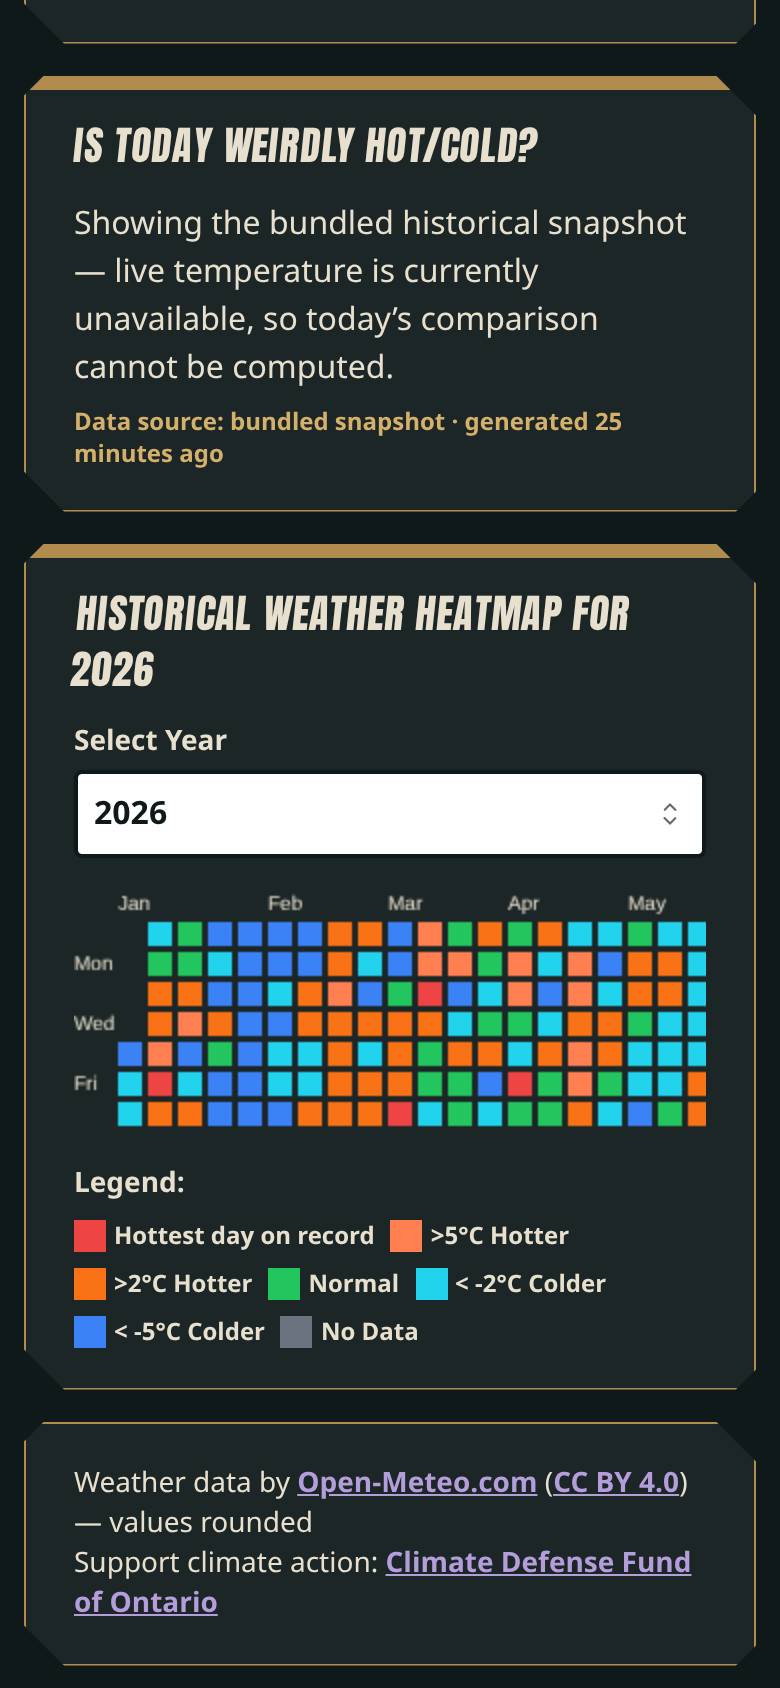 IS TODAY WEIRDLY HOT/COLD?
Showing the bundled historical snapshot
— live temperature is currently
unavailable, so today’s comparison
cannot be computed.
Data source: bundled snapshot · generated 25
minutes ago
HISTORICAL WEATHER HEATMAP FOR
2026
Select Year
2026
Jan Feb Mar Apr May
Mon
Wed
Fri
Legend:
Hottest day on record >5°C Hotter
>2°C Hotter Normal < -2°C Colder
< -5°C Colder No Data
Weather data by Open-Meteo.com (CC BY 4.0)
— values rounded
Support climate action: Climate Defense Fund
of Ontario